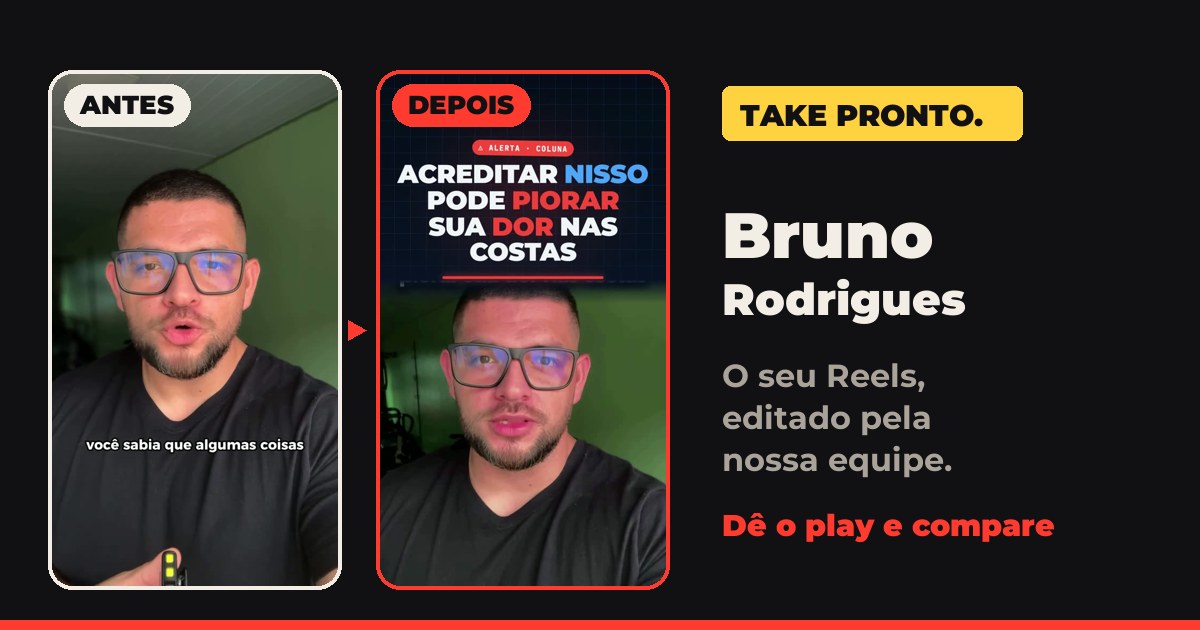 ANTES
você sabia que algumas coisas
DEPOIS
⚠ ALERTA - COLUNA
ACREDITAR NISSO
PODE PIORAR
SUA DOR NAS
COSTAS
TAKE PRONTO.
Bruno
Rodrigues
O seu Reels,
editado pela
nossa equipe.
Dê o play e compare